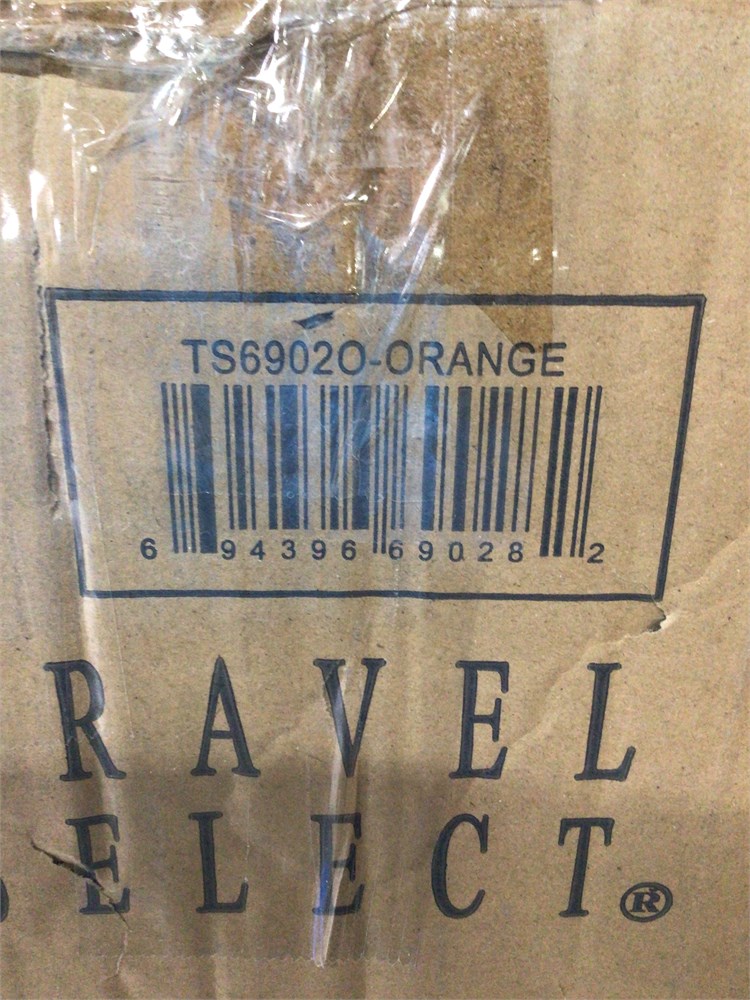 TS6902O-ORANGE
6 94396 69028 2
RAVEL
ELECT®